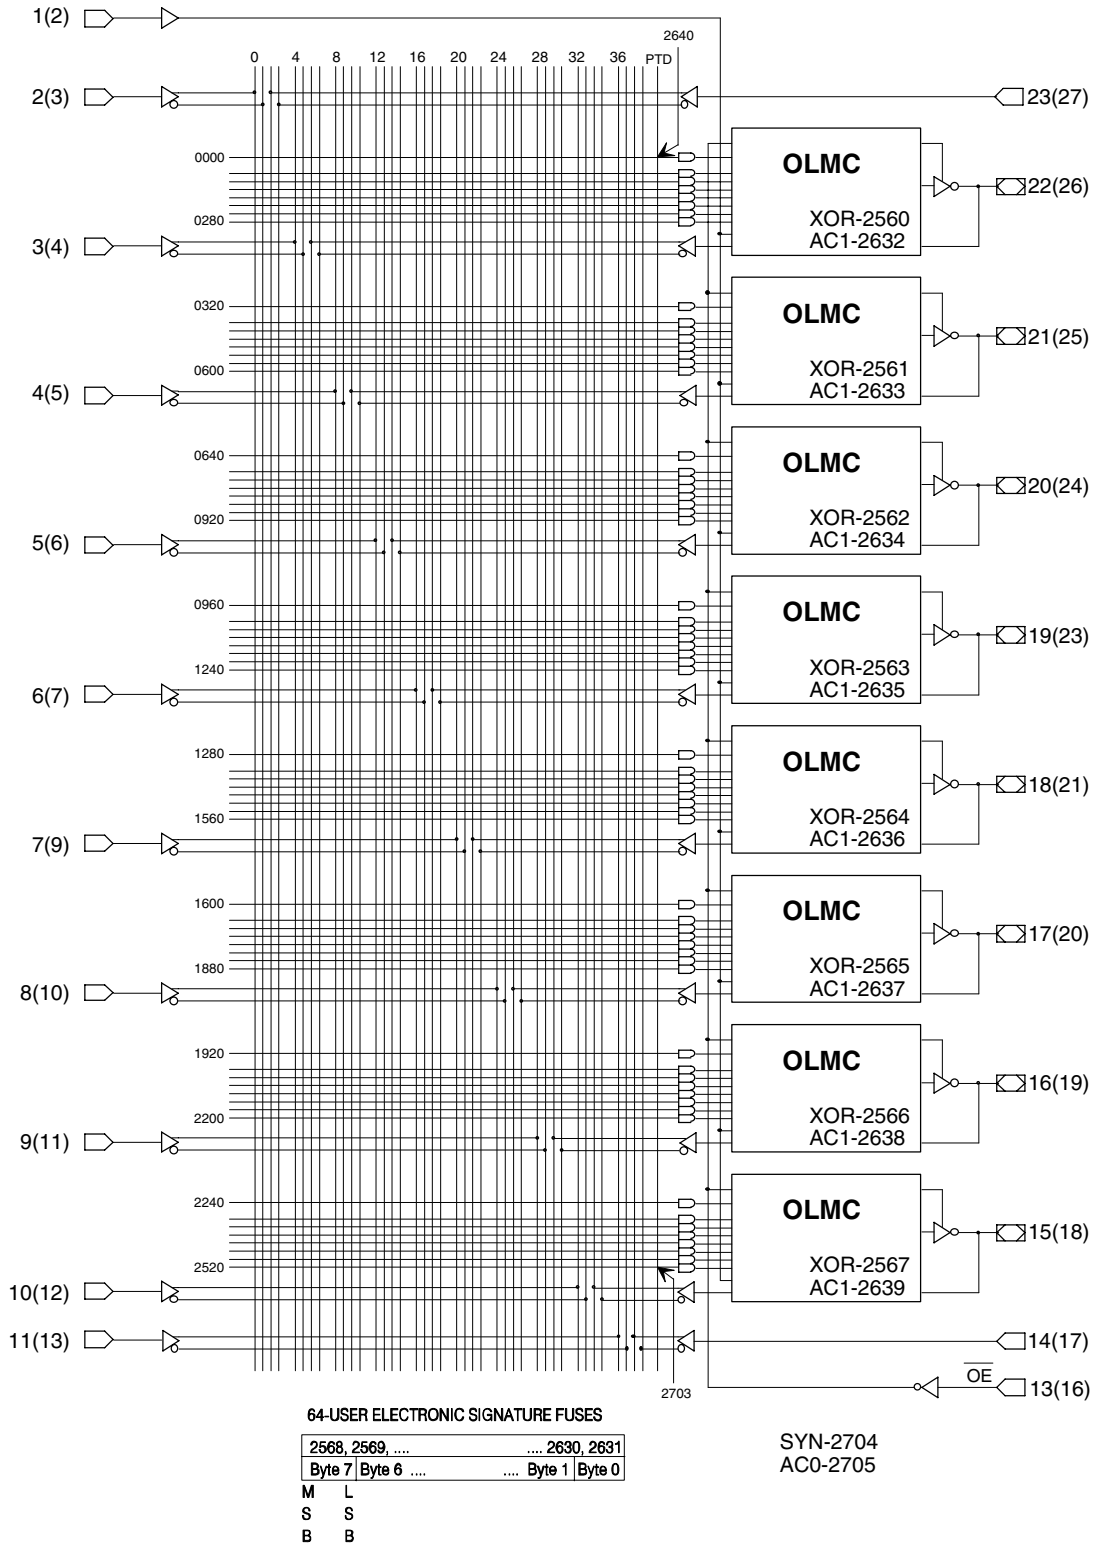 1(2)
2640
0 4 8 12 16 20 24 28 32 36 PTD
2(3)
23(27)
0000
OLMC
22(26)
XOR-2560
0280
AC1-2632
3(4)
0320
OLMC
21(25)
XOR-2561
0600
AC1-2633
4(5)
0640
OLMC
20(24)
XOR-2562
0920
AC1-2634
5(6)
0960
OLMC
19(23)
XOR-2563
1240
AC1-2635
6(7)
1280
OLMC
18(21)
XOR-2564
1560
AC1-2636
7(9)
1600
OLMC
17(20)
XOR-2565
1880
AC1-2637
8(10)
1920
OLMC
16(19)
XOR-2566
2200
AC1-2638
9(11)
2240
OLMC
15(18)
XOR-2567
2520
AC1-2639
10(12)
11(13)
14(17)
OE
13(16)
2703
64-USER ELECTRONIC SIGNATURE FUSES
2568, 2569, .... .... 2630, 2631
Byte 7 Byte 6 .... .... Byte 1 Byte 0
M L
S S
B B
SYN-2704
AC0-2705